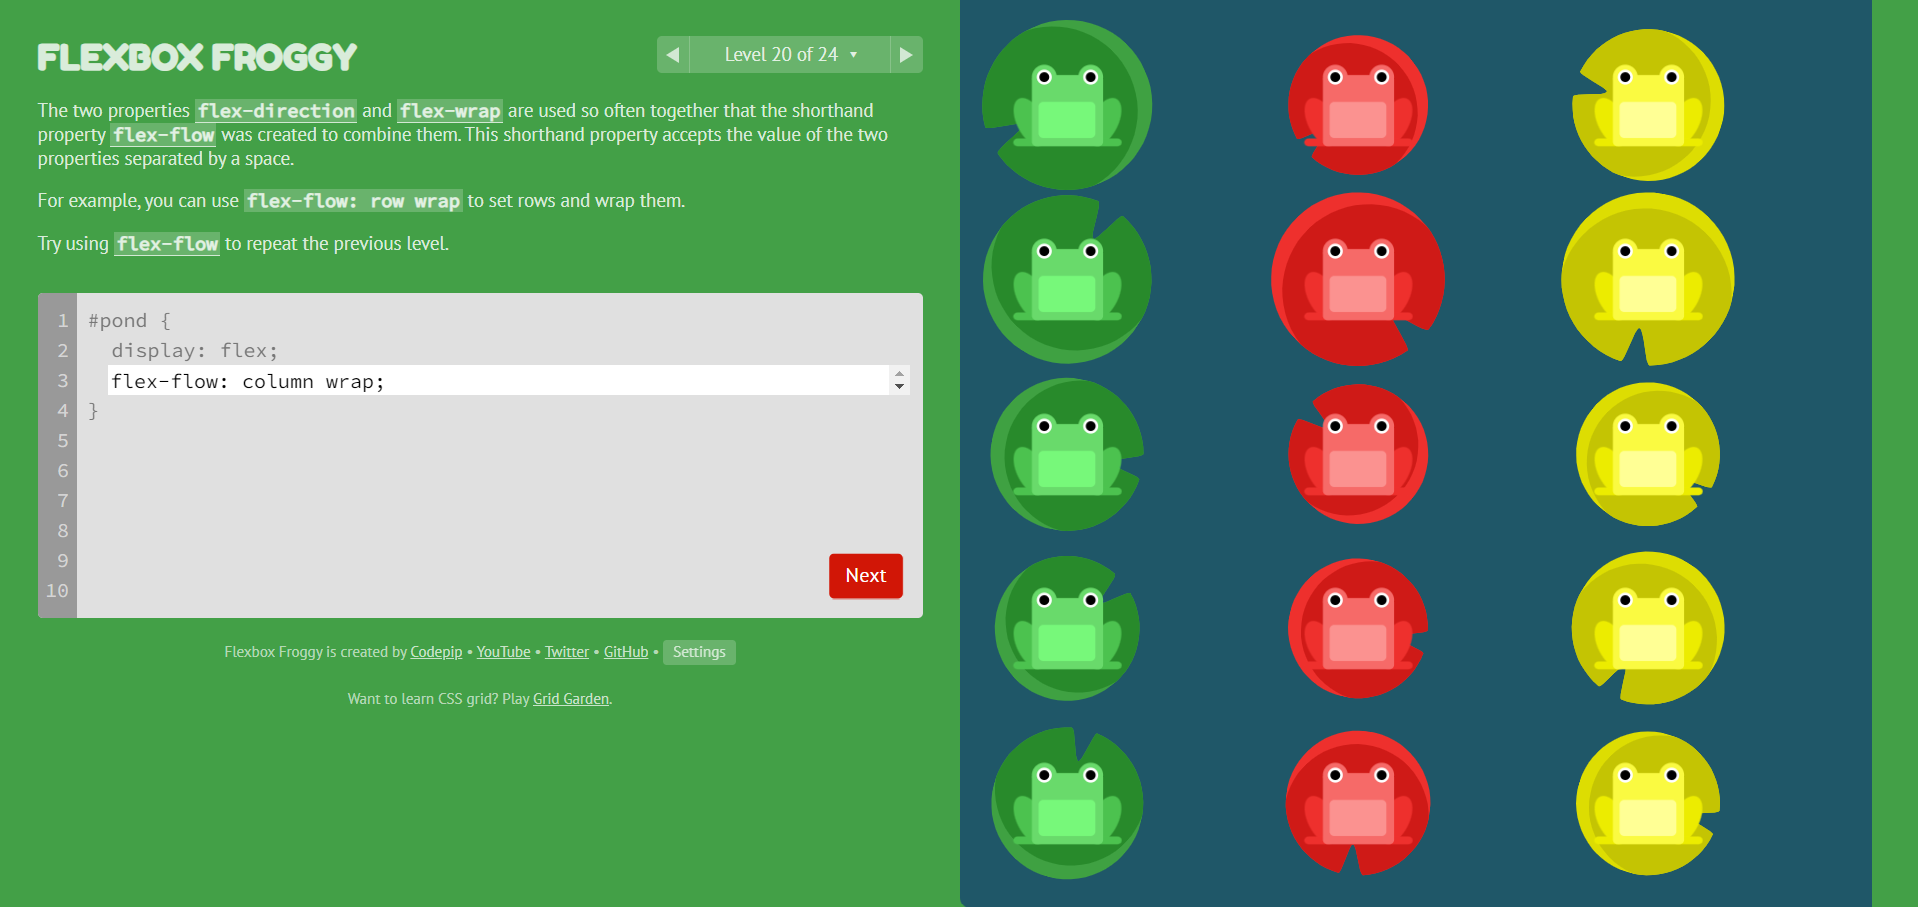 FLEXBOX FROGGY
Level 20 of 24
The two properties flex-direction and flex-wrap are used so often together that the shorthand
property flex-flow was created to combine them. This shorthand property accepts the value of the two
properties separated by a space.
For example, you can use flex-flow: row wrap to set rows and wrap them.
Try using flex-flow to repeat the previous level.
1 #pond {
2 display: flex;
3 flex-flow: column wrap;
4 }
5
6
7
8
9
10
Next
Flexbox Froggy is created by Codepip • YouTube • Twitter • GitHub • Settings
Want to learn CSS grid? Play Grid Garden.